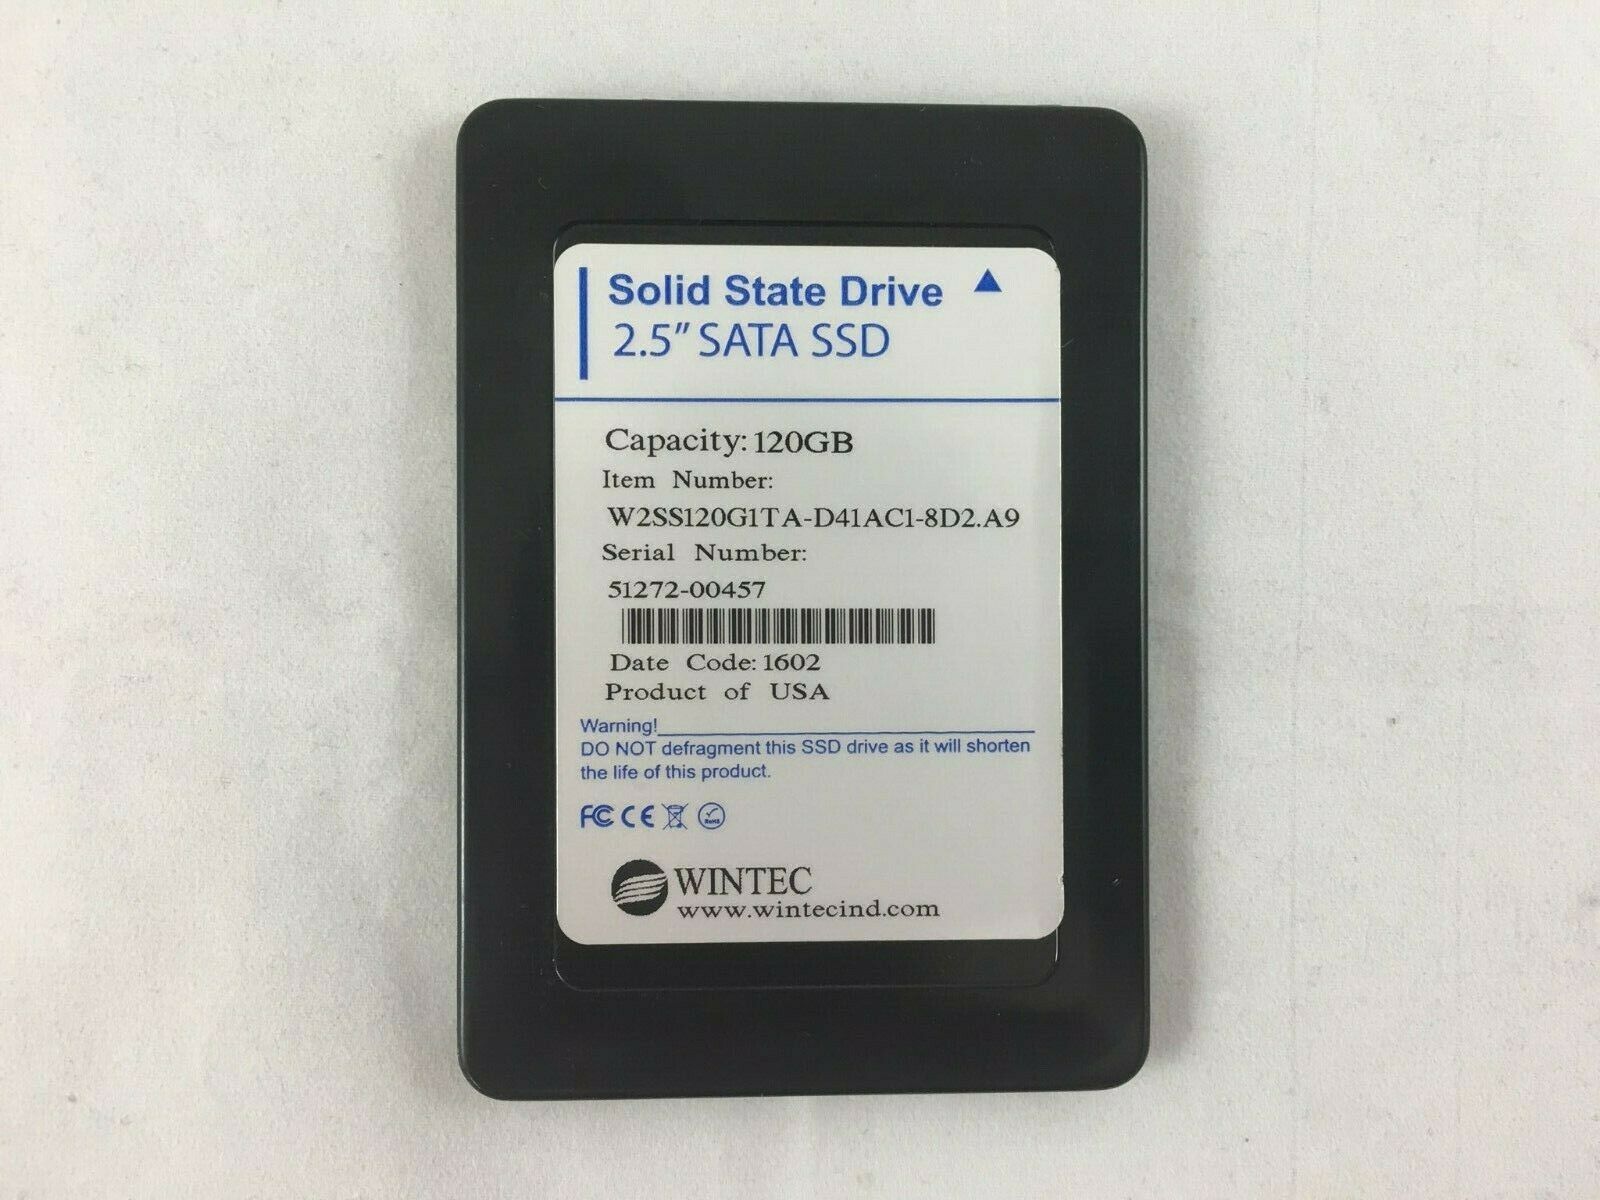 Solid State Drive
2.5" SATA SSD
Capacity: 120GB
Item Number:
W2SS120G1TA-D41AC1-8D2.A9
Serial Number:
51272-00457
Date Code: 1602
Product of USA
Warning!
DO NOT defragment this SSD drive as it will shorten
the life of this product.
FC CE RoHS
WINTEC
www.wintecind.com